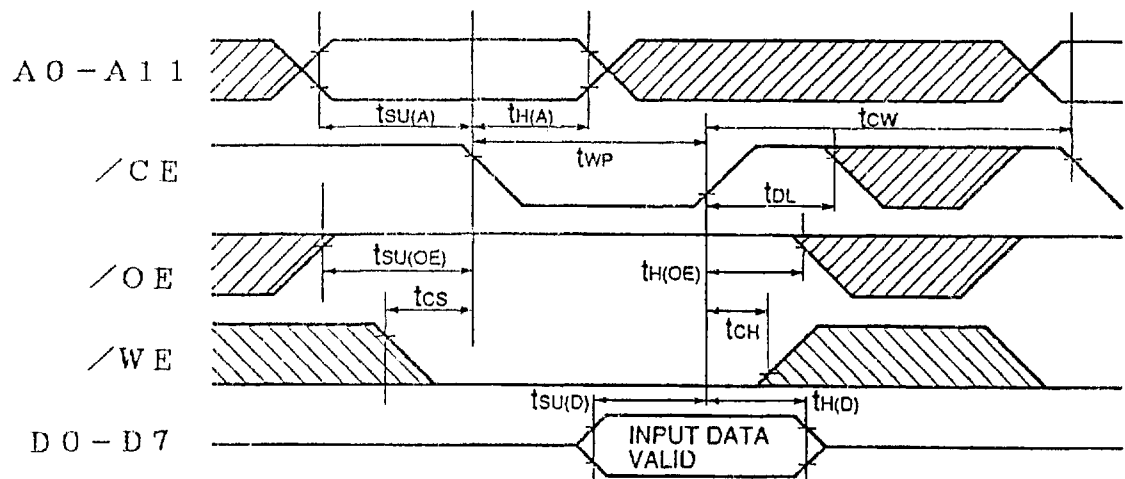 A0-A11
tSU(A)
tH(A)
tCW
/CE
tWP
tDL
/OE
tSU(OE)
tH(OE)
tCS
/WE
tCH
tSU(D)
tH(D)
D0-D7
INPUT DATA
VALID